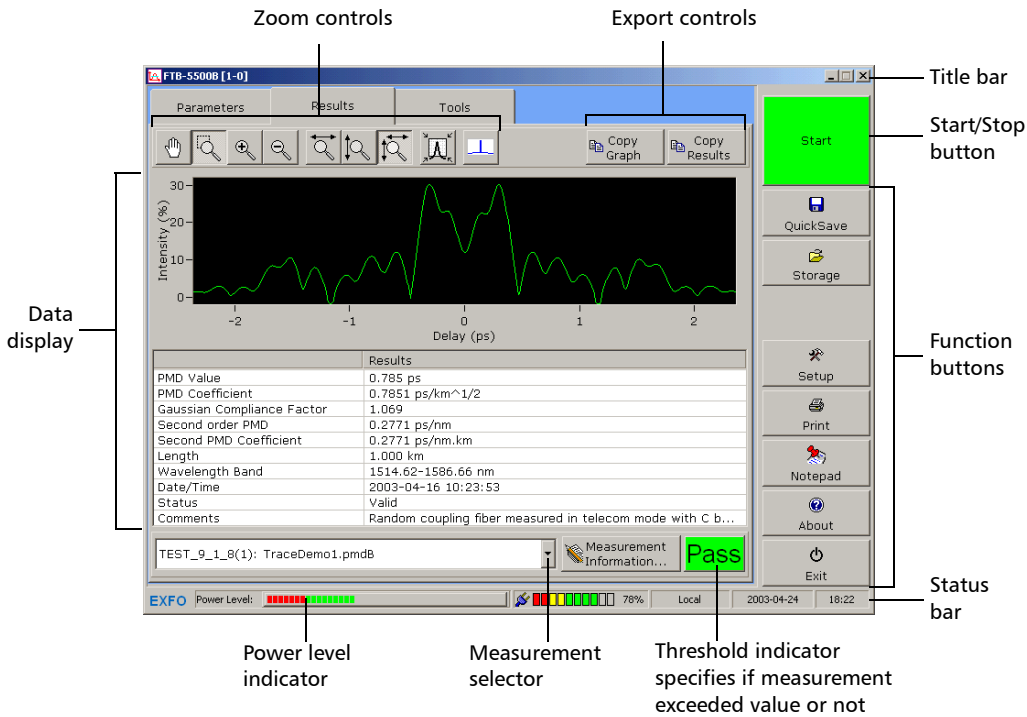 Zoom controls
Export controls
FTB-5500B [1-0]
Title bar
Parameters
Results
Tools
Start/Stop
button
Start
Copy
Graph
Copy
Results
QuickSave
Storage
30
20
10
0
Intensity (%)
-2
-1
0
1
2
Delay (ps)
Data
display
Function
buttons
Setup
Print
Notepad
About
Exit
Results
PMD Value 0.785 ps
PMD Coefficient 0.7851 ps/km^1/2
Gaussian Compliance Factor 1.069
Second order PMD 0.2771 ps/nm
Second PMD Coefficient 0.2771 ps/nm.km
Length 1.000 km
Wavelength Band 1514.62-1586.66 nm
Date/Time 2003-04-16 10:23:53
Status Valid
Comments Random coupling fiber measured in telecom mode with C b...
TEST_9_1_8(1): TraceDemo1.pmdB
Measurement
Information...
Pass
EXFO Power Level: 78% Local 2003-04-24 18:22
Status
bar
Power level
indicator
Measurement
selector
Threshold indicator
specifies if measurement
exceeded value or not